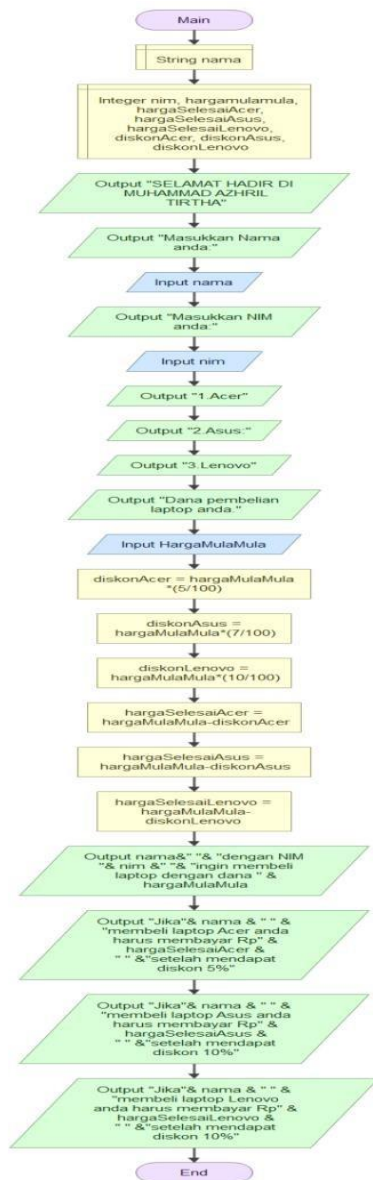 Main
String nama
Integer nim, hargamulamula,
hargaSelesaiAcer,
hargaSelesaiAsus,
hargaSelesaiLenovo,
diskonAcer, diskonAsus,
diskonLenovo
Output "SELAMAT HADIR DI
MUHAMMAD AZHRIL
TIRTHA"
Output "Masukkan Nama
anda:"
Input nama
Output "Masukkan NIM
anda:"
Input nim
Output "1.Acer"
Output "2.Asus:"
Output "3.Lenovo"
Output "Dana pembelian
laptop anda."
Input HargaMulaMula
diskonAcer = hargaMulaMula
*(5/100)
diskonAsus =
hargaMulaMula*(7/100)
diskonLenovo =
hargaMulaMula*(10/100)
hargaSelesaiAcer =
hargaMulaMula-diskonAcer
hargaSelesaiAsus =
hargaMulaMula-diskonAsus
hargaSelesaiLenovo =
hargaMulaMula-
diskonLenovo
Output nama&" "& "dengan NIM
"& nim &" "& "ingin membeli
laptop dengan dana " &
hargaMulaMula
Output "Jika"& nama & " " &
"membeli laptop Acer anda
harus membayar Rp" &
hargaSelesaiAcer &
" " &"setelah mendapat
diskon 5%"
Output "Jika"& nama & " " &
"membeli laptop Asus anda
harus membayar Rp" &
hargaSelesaiAsus &
" " &"setelah mendapat
diskon 10%"
Output "Jika"& nama & " " &
"membeli laptop Lenovo
anda harus membayar Rp" &
hargaSelesaiLenovo &
" " &"setelah mendapat
diskon 10%"
End